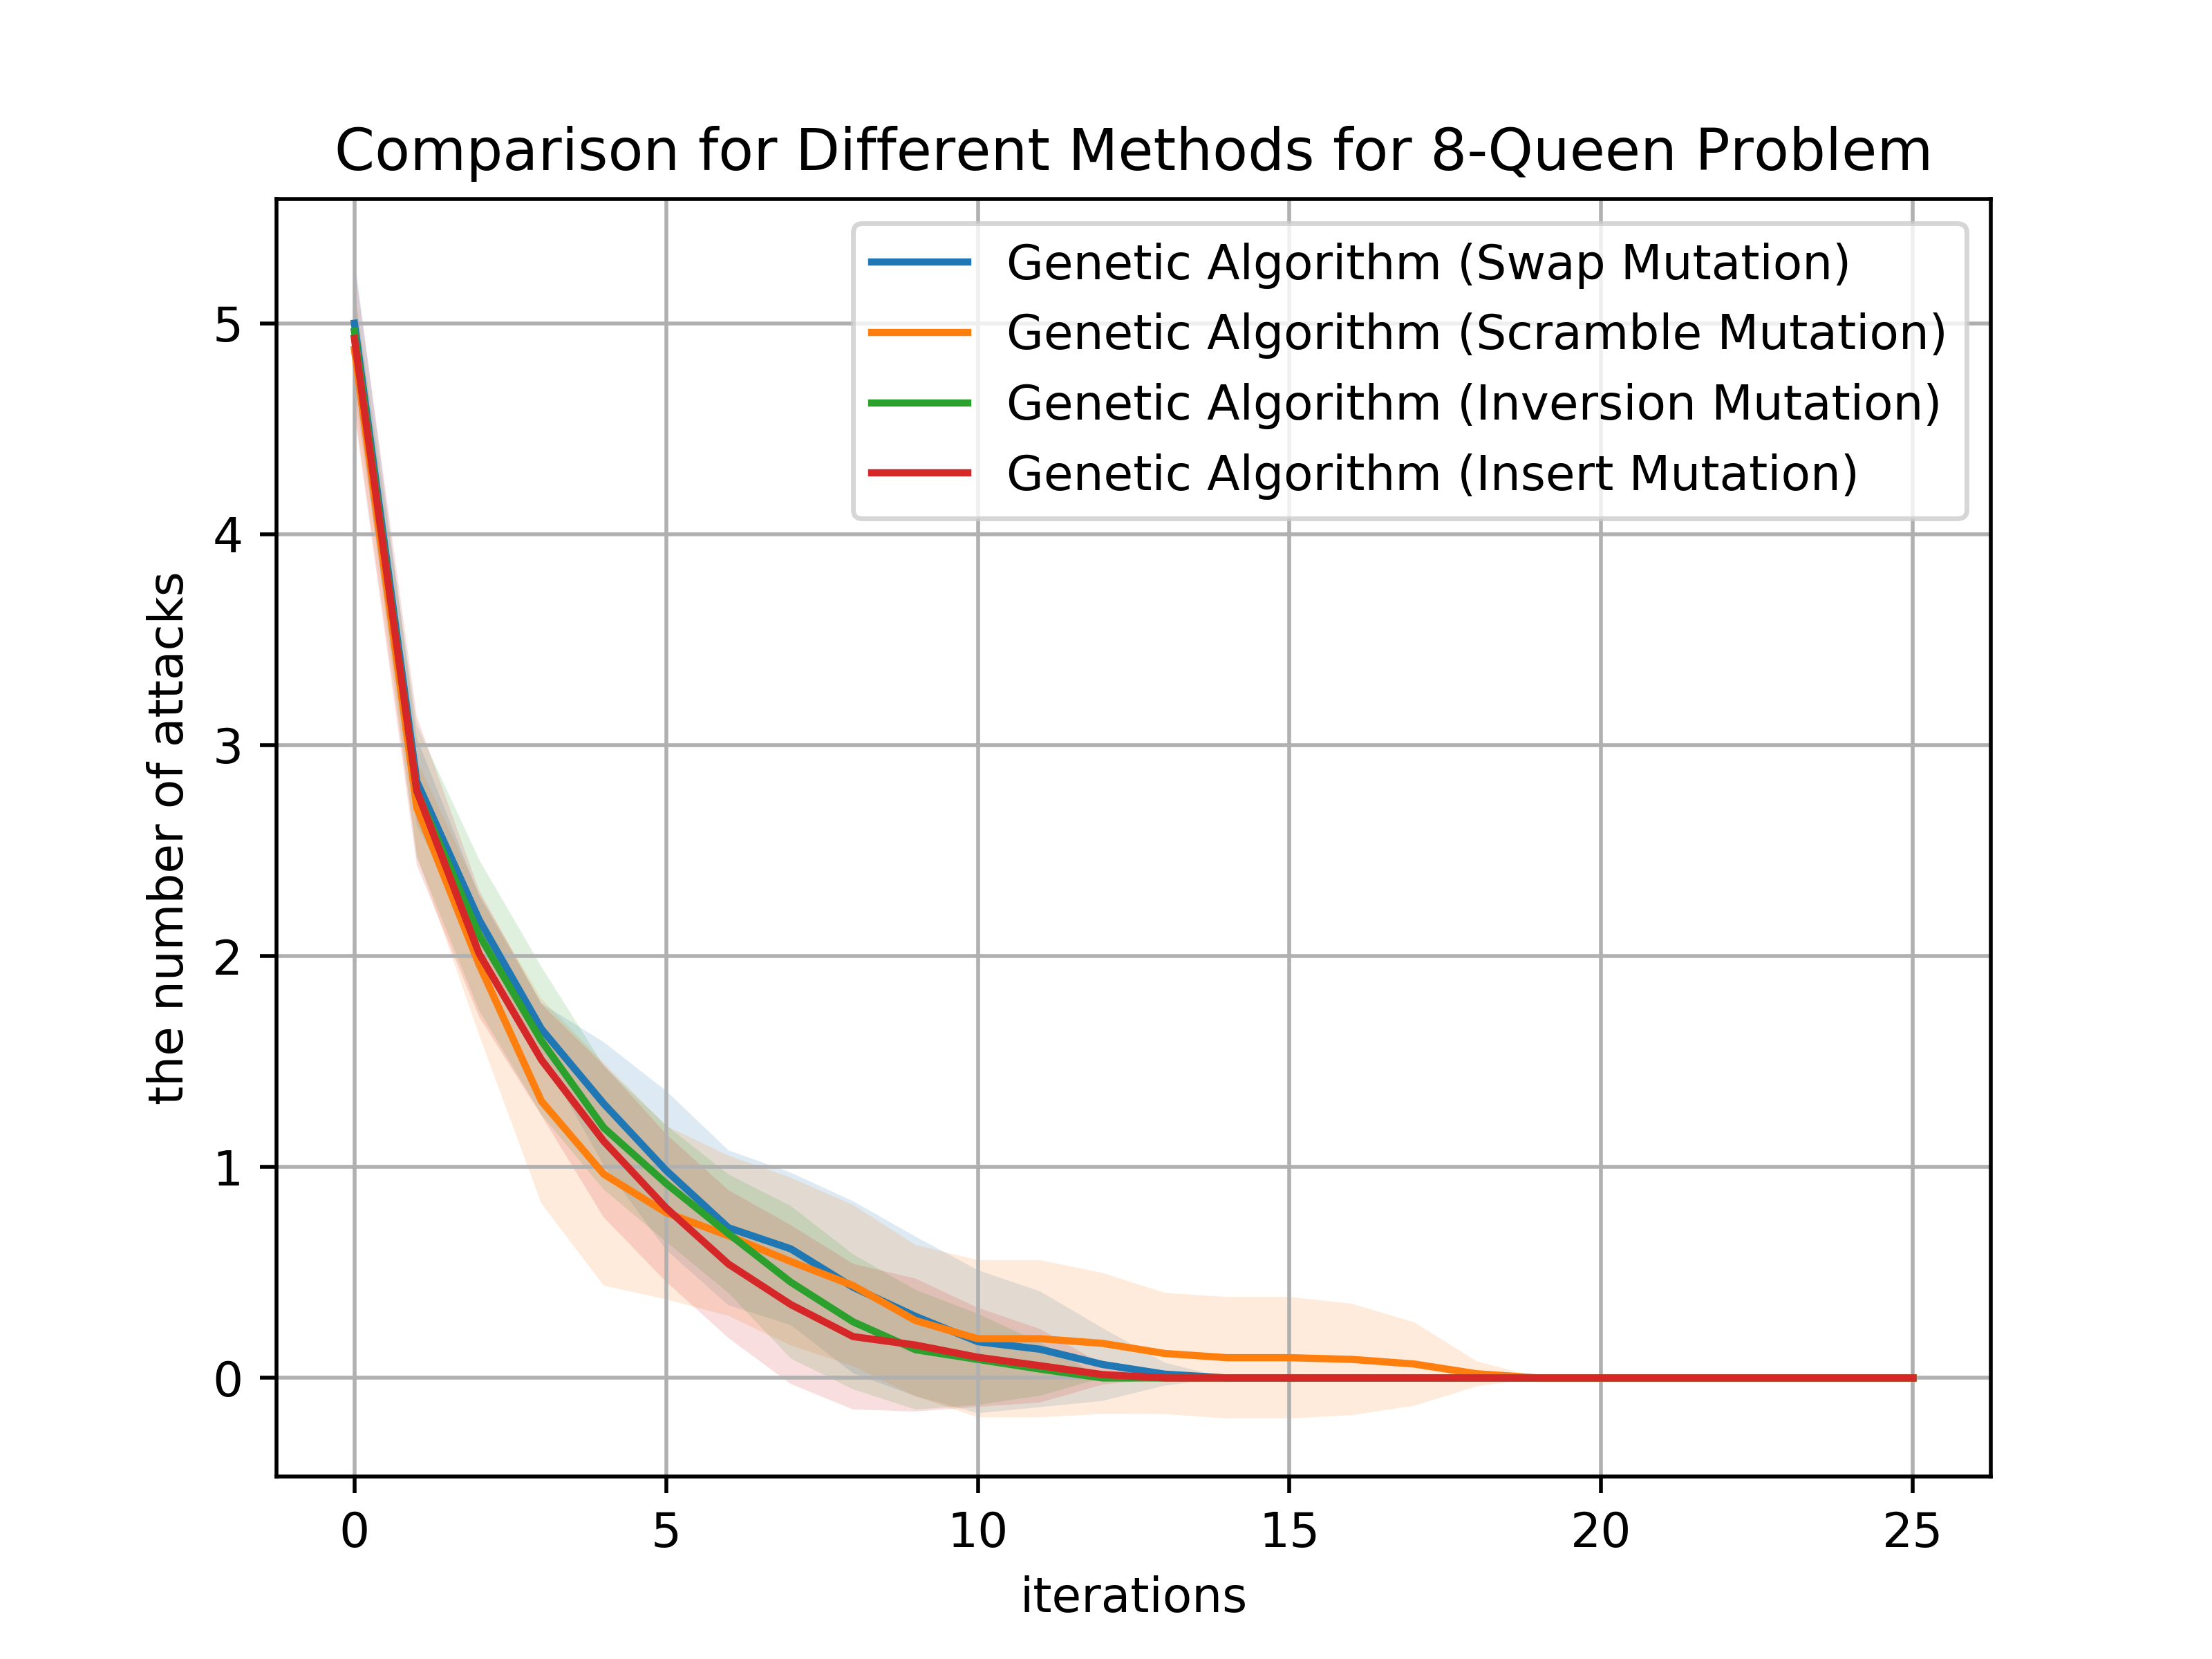 Comparison for Different Methods for 8-Queen Problem
Genetic Algorithm (Swap Mutation)
Genetic Algorithm (Scramble Mutation)
Genetic Algorithm (Inversion Mutation)
Genetic Algorithm (Insert Mutation)
the number of attacks
5
4
3
2
1
0
0 5 10 15 20 25
iterations